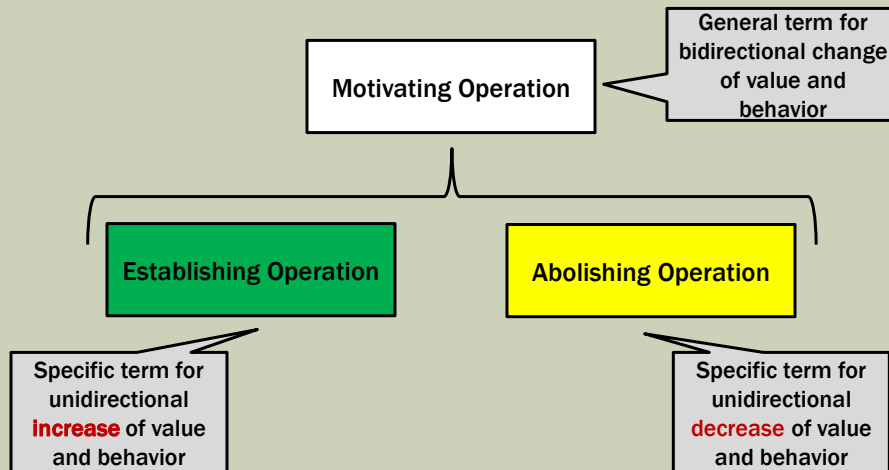 General term for
bidirectional change
of value and
behavior
Motivating Operation
Establishing Operation
Abolishing Operation
Specific term for
unidirectional
increase of value
and behavior
Specific term for
unidirectional
decrease of value
and behavior